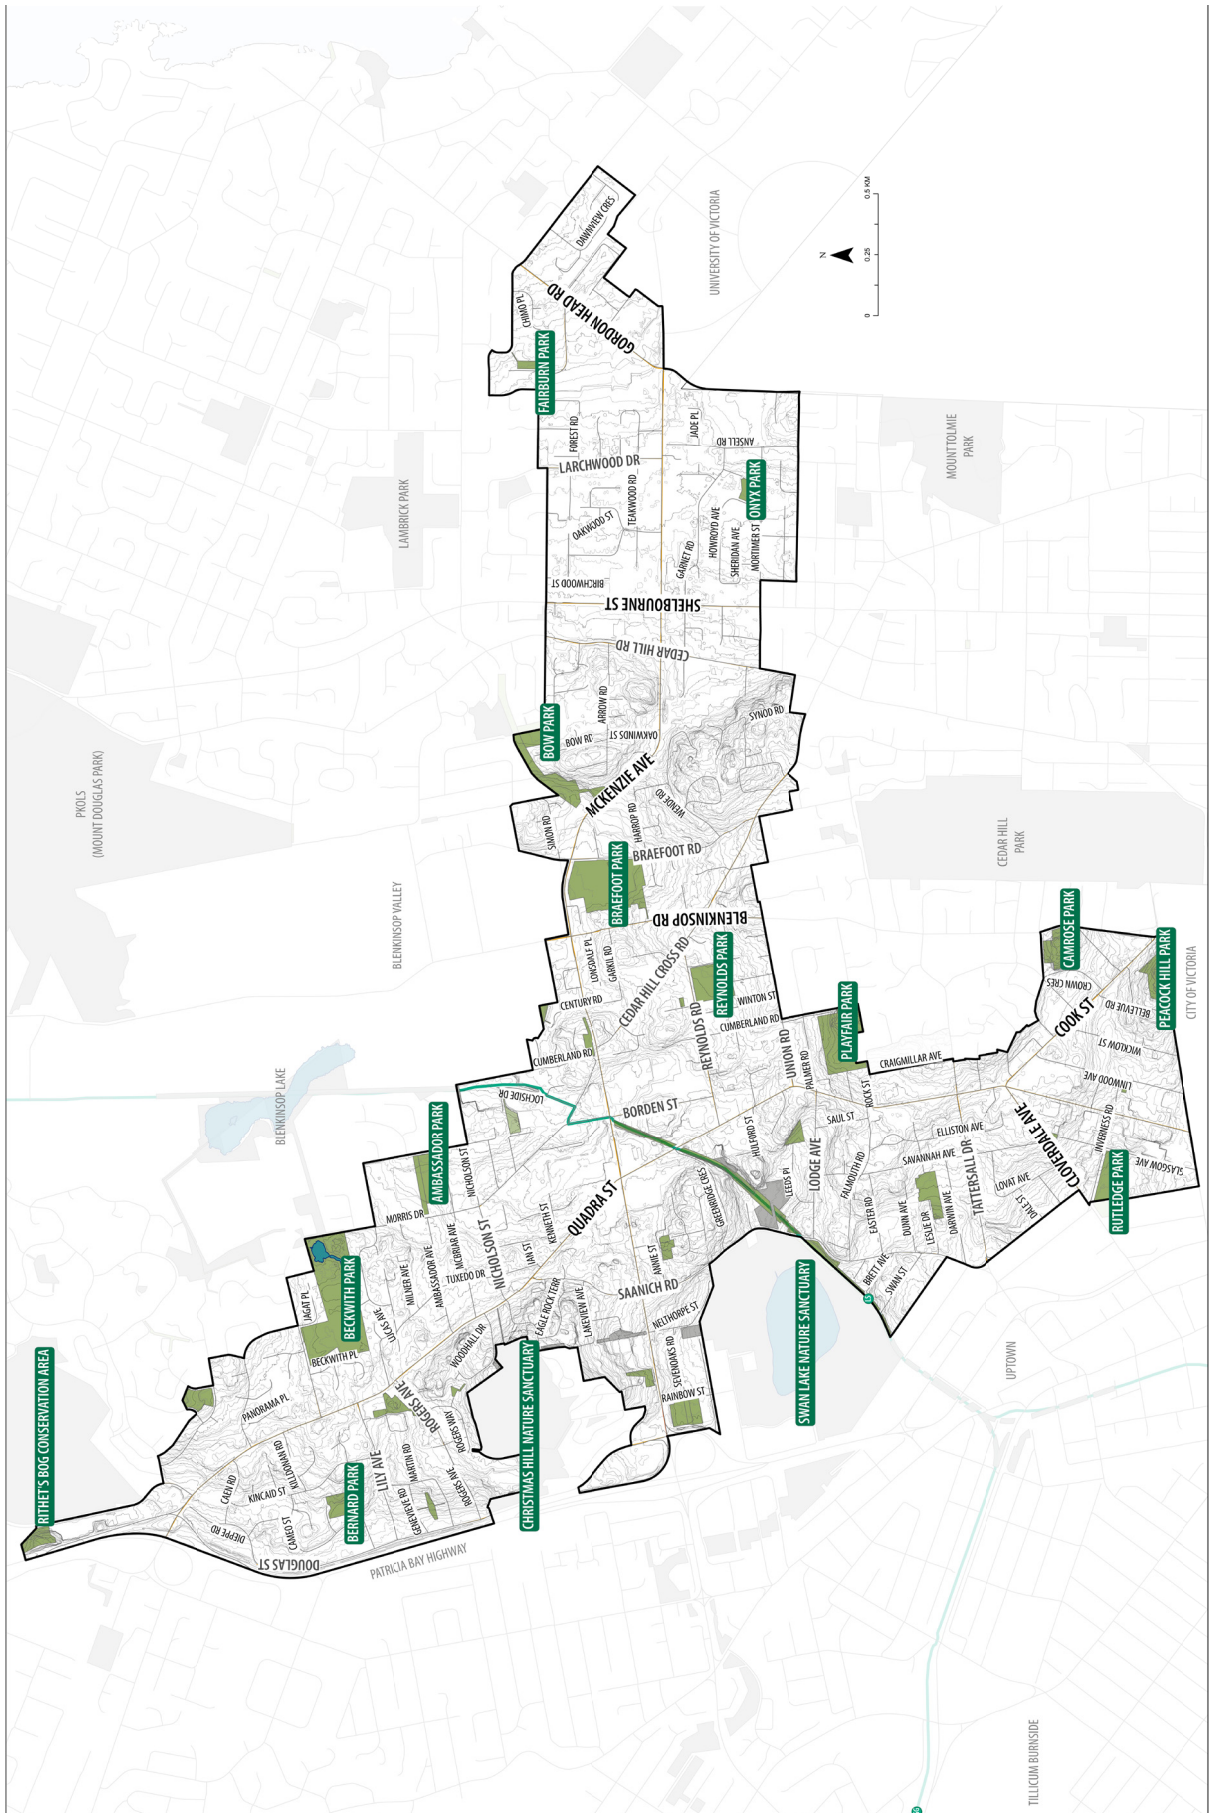 RITHET'S BOG CONSERVATION AREA
DIEPPE RD
CAEN RD
KINCAID ST
KILLDONAN RD
CAMEO ST
DOUGLAS ST
PATRICIA BAY HIGHWAY
BERNARD PARK
LILY AVE
GENEVIEVE RD
MARTIN RD
ROGERS AVE
ROGERS WAY
ROGERS AVE
PANORAMA PL
BECKWITH PL
JAGAT PL
BECKWITH PARK
LUCAS AVE
WOODHALL DR
MILNER AVE
AMBASSADOR AVE
MCBRIAR AVE
TUXEDO DR
MORRIS DR
AMBASSADOR PARK
NICHOLSON ST
NICHOLSON ST
IAN ST
KENNETH ST
QUADRA ST
EAGLE ROCK TERR
LAKEVIEW AVE
CHRISTMAS HILL NATURE SANCTUARY
ANNIE ST
SAANICH RD
NELTHORPE ST
SEVENOAKS RD
RAINBOW ST
GREENRIDGE CRES
SWAN LAKE NATURE SANCTUARY
UPTOWN
TILLICUM BURNSIDE
BLENKINSOP LAKE
BLENKINSOP VALLEY
PKOLS
(MOUNT DOUGLAS PARK)
LAMBRICK PARK
LOCHSIDE DR
CUMBERLAND RD
CENTURY RD
LONSDALE PL
GARKIL RD
CEDAR HILL CROSS RD
BORDEN ST
REYNOLDS RD
REYNOLDS PARK
WINTON ST
CUMBERLAND RD
UNION RD
PALMER RD
HULFORD ST
LEEDS PL
LODGE AVE
SAUL ST
ROCK ST
FALMOUTH RD
EASTER RD
BRETT AVE
SWAN ST
DUNN AVE
LESLIE DR
DARWIN AVE
SAVANNAH AVE
ELLISTON AVE
TATTERSALL DR
LOVAT AVE
DALE ST
CLOVERDALE AVE
INVERNESS RD
GLASGOW AVE
RUTLEDGE PARK
LINWOOD AVE
WICKLOW ST
BELLEVUE RD
COOK ST
CROWN CRES
CAMROSE PARK
PEACOCK HILL PARK
CITY OF VICTORIA
CRAIGMILLAR AVE
PLAYFAIR PARK
CEDAR HILL
PARK
BLENKINSOP RD
BRAEFOOT PARK
BRAEFOOT RD
HARROP RD
SIMON RD
MCKENZIE AVE
WENDE RD
BOW PARK
BOW RD
ARROW RD
OAKWINDS ST
SYNOD RD
CEDAR HILL RD
SHELBOURNE ST
BIRCHWOOD ST
OAKWOOD ST
TEAKWOOD RD
LARCHWOOD DR
FOREST RD
GARNET RD
HOWROYD AVE
SHERIDAN AVE
MORTIMER ST
ONYX PARK
ANSELL RD
JADE PL
MOUNT TOLMIE
PARK
FAIRBURN PARK
CHIMO PL
GORDON HEAD RD
DAWNVIEW CRES
UNIVERSITY OF VICTORIA
N
0 0.25 0.5 KM